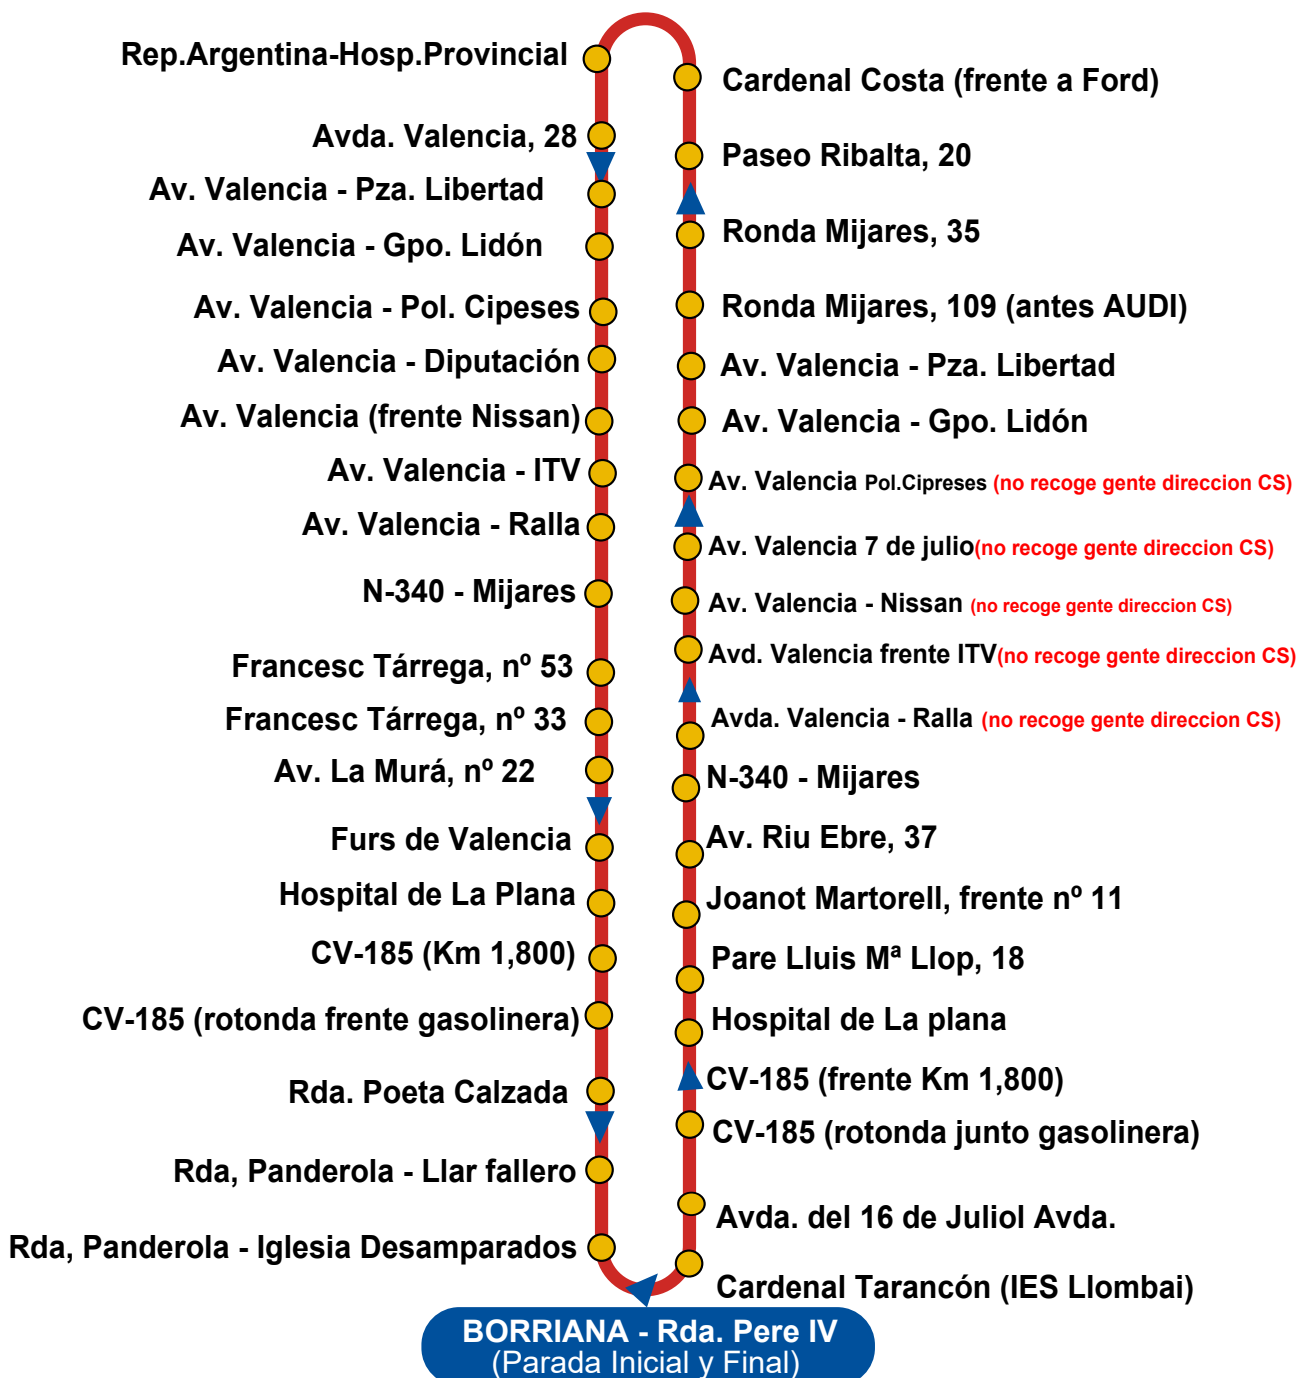 Rep.Argentina-Hosp.Provincial
Avda. Valencia, 28
Av. Valencia - Pza. Libertad
Av. Valencia - Gpo. Lidón
Av. Valencia - Pol. Cipeses
Av. Valencia - Diputación
Av. Valencia (frente Nissan)
Av. Valencia - ITV
Av. Valencia - Ralla
N-340 - Mijares
Francesc Tárrega, nº 53
Francesc Tárrega, nº 33
Av. La Murá, nº 22
Furs de Valencia
Hospital de La Plana
CV-185 (Km 1,800)
CV-185 (rotonda frente gasolinera)
Rda. Poeta Calzada
Rda, Panderola - Llar fallero
Rda, Panderola - Iglesia Desamparados
Cardenal Costa (frente a Ford)
Paseo Ribalta, 20
Ronda Mijares, 35
Ronda Mijares, 109 (antes AUDI)
Av. Valencia - Pza. Libertad
Av. Valencia - Gpo. Lidón
Av. Valencia Pol.Cipreses (no recoge gente direccion CS)
Av. Valencia 7 de julio(no recoge gente direccion CS)
Av. Valencia - Nissan (no recoge gente direccion CS)
Avd. Valencia frente ITV(no recoge gente direccion CS)
Avda. Valencia - Ralla (no recoge gente direccion CS)
N-340 - Mijares
Av. Riu Ebre, 37
Joanot Martorell, frente nº 11
Pare Lluis Mª Llop, 18
Hospital de La plana
CV-185 (frente Km 1,800)
CV-185 (rotonda junto gasolinera)
Avda. del 16 de Juliol Avda.
Cardenal Tarancón (IES Llombai)
BORRIANA - Rda. Pere IV
(Parada Inicial y Final)